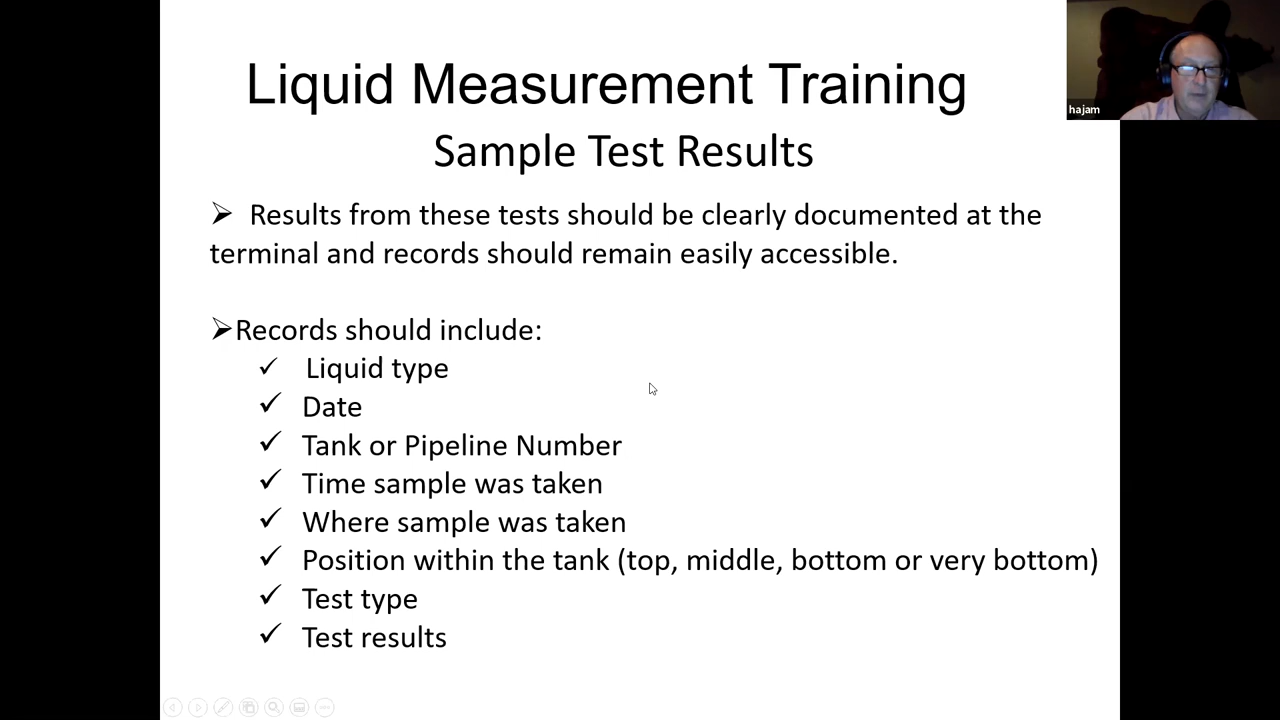 Liquid Measurement Training
Sample Test Results
hajam
➢ Results from these tests should be clearly documented at the
terminal and records should remain easily accessible.
➢Records should include:
✓ Liquid type
✓ Date
✓ Tank or Pipeline Number
✓ Time sample was taken
✓ Where sample was taken
✓ Position within the tank (top, middle, bottom or very bottom)
✓ Test type
✓ Test results